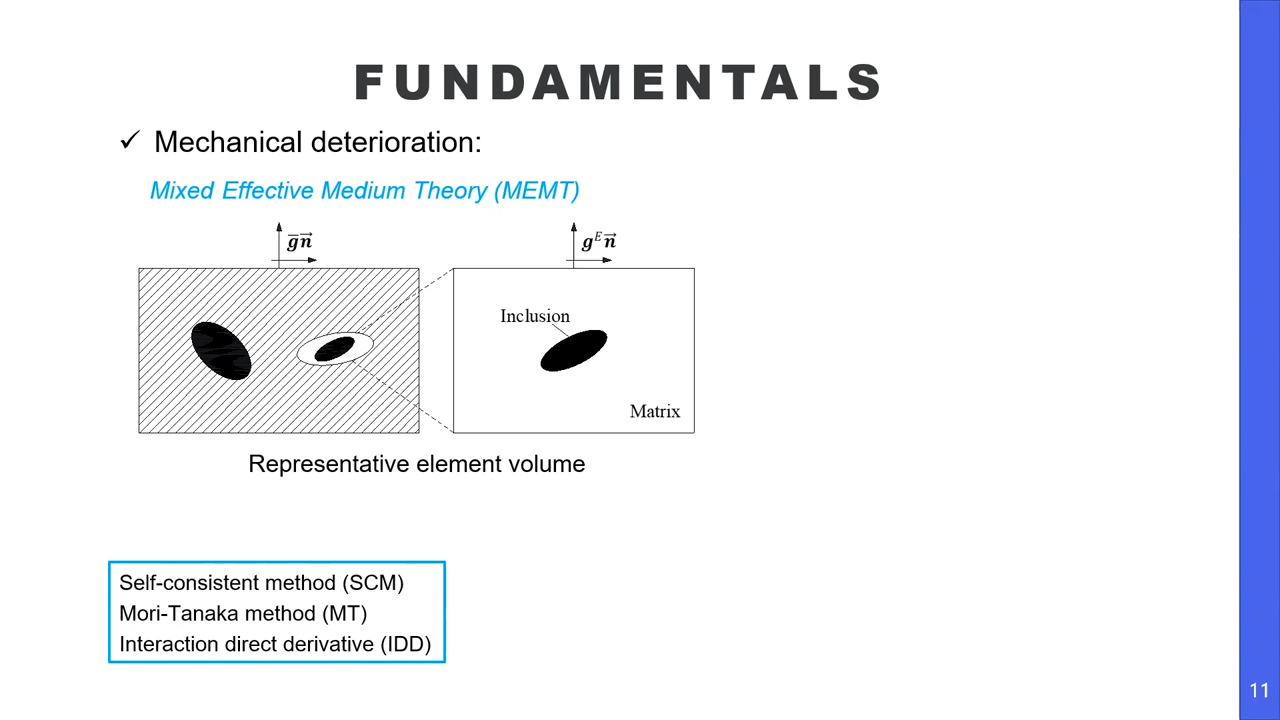 FUNDAMENTALS
✓ Mechanical deterioration:
Mixed Effective Medium Theory (MEMT)
g̅n⃗
gᴱn⃗
Inclusion
Matrix
Representative element volume
Self-consistent method (SCM)
Mori-Tanaka method (MT)
Interaction direct derivative (IDD)
11